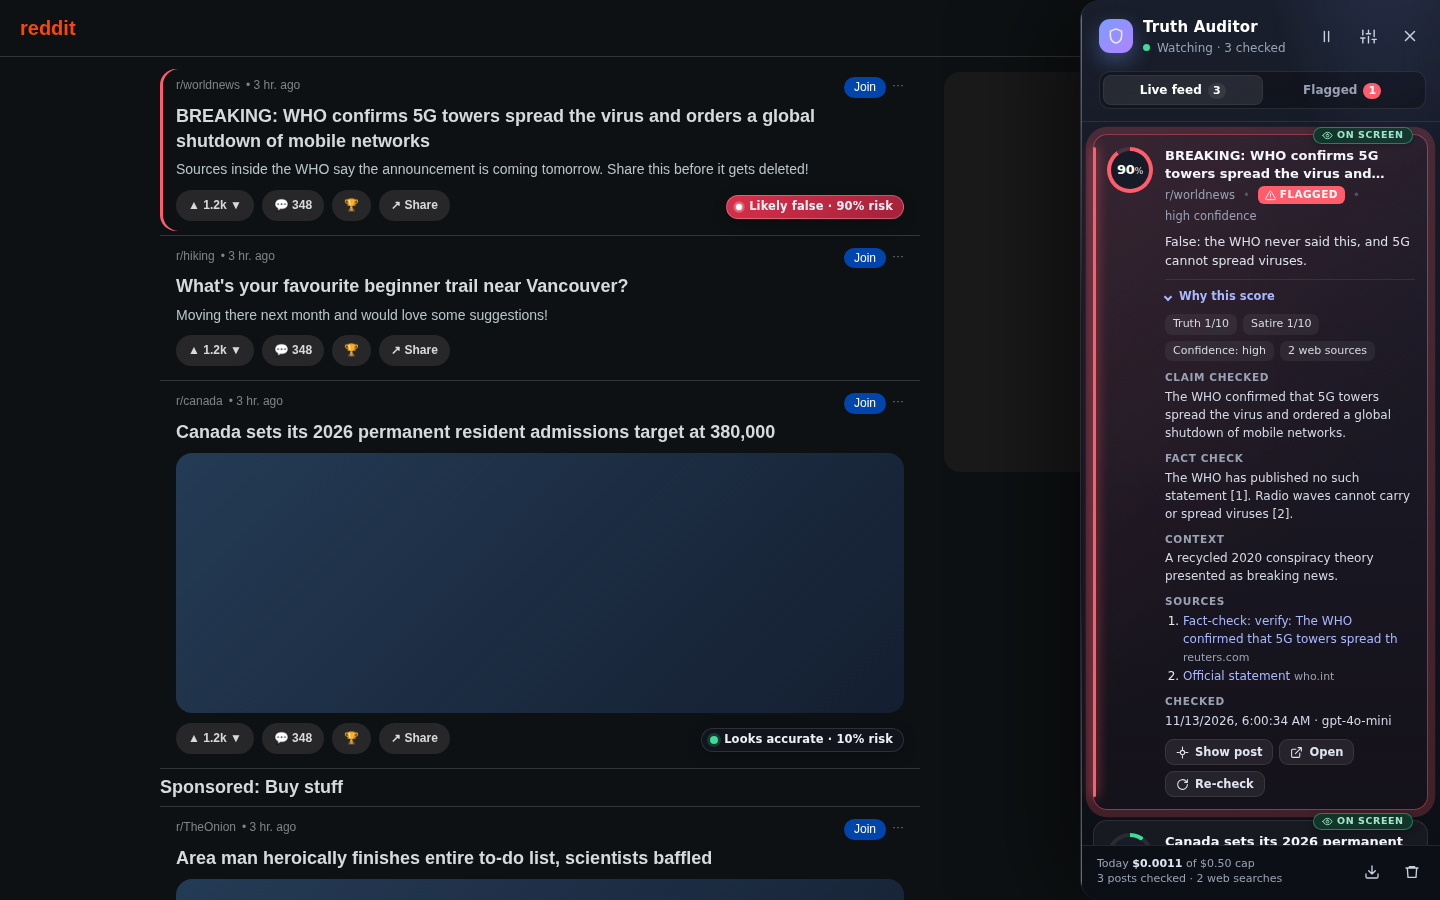 reddit
r/worldnews • 3 hr. ago
Join ···
BREAKING: WHO confirms 5G towers spread the virus and orders a global
shutdown of mobile networks
Sources inside the WHO say the announcement is coming tomorrow. Share this before it gets deleted!
▲ 1.2k ▼ 💬 348 🏆 ↗ Share
Likely false · 90% risk
r/hiking • 3 hr. ago
Join ···
What's your favourite beginner trail near Vancouver?
Moving there next month and would love some suggestions!
▲ 1.2k ▼ 💬 348 🏆 ↗ Share
r/canada • 3 hr. ago
Join ···
Canada sets its 2026 permanent resident admissions target at 380,000
▲ 1.2k ▼ 💬 348 🏆 ↗ Share
Looks accurate · 10% risk
Sponsored: Buy stuff
r/TheOnion • 3 hr. ago
Join ···
Area man heroically finishes entire to-do list, scientists baffled
Truth Auditor
Watching · 3 checked
Live feed 3
Flagged 1
ON SCREEN
90%
BREAKING: WHO confirms 5G
towers spread the virus and…
r/worldnews • FLAGGED •
high confidence
False: the WHO never said this, and 5G
cannot spread viruses.
Why this score
Truth 1/10 Satire 1/10
Confidence: high 2 web sources
CLAIM CHECKED
The WHO confirmed that 5G towers
spread the virus and ordered a global
shutdown of mobile networks.
FACT CHECK
The WHO has published no such
statement [1]. Radio waves cannot carry
or spread viruses [2].
CONTEXT
A recycled 2020 conspiracy theory
presented as breaking news.
SOURCES
1. Fact-check: verify: The WHO
confirmed that 5G towers spread th
reuters.com
2. Official statement who.int
CHECKED
11/13/2026, 6:00:34 AM · gpt-4o-mini
Show post Open
Re-check
ON SCREEN
Canada sets its 2026 permanent
Today $0.0011 of $0.50 cap
3 posts checked · 2 web searches